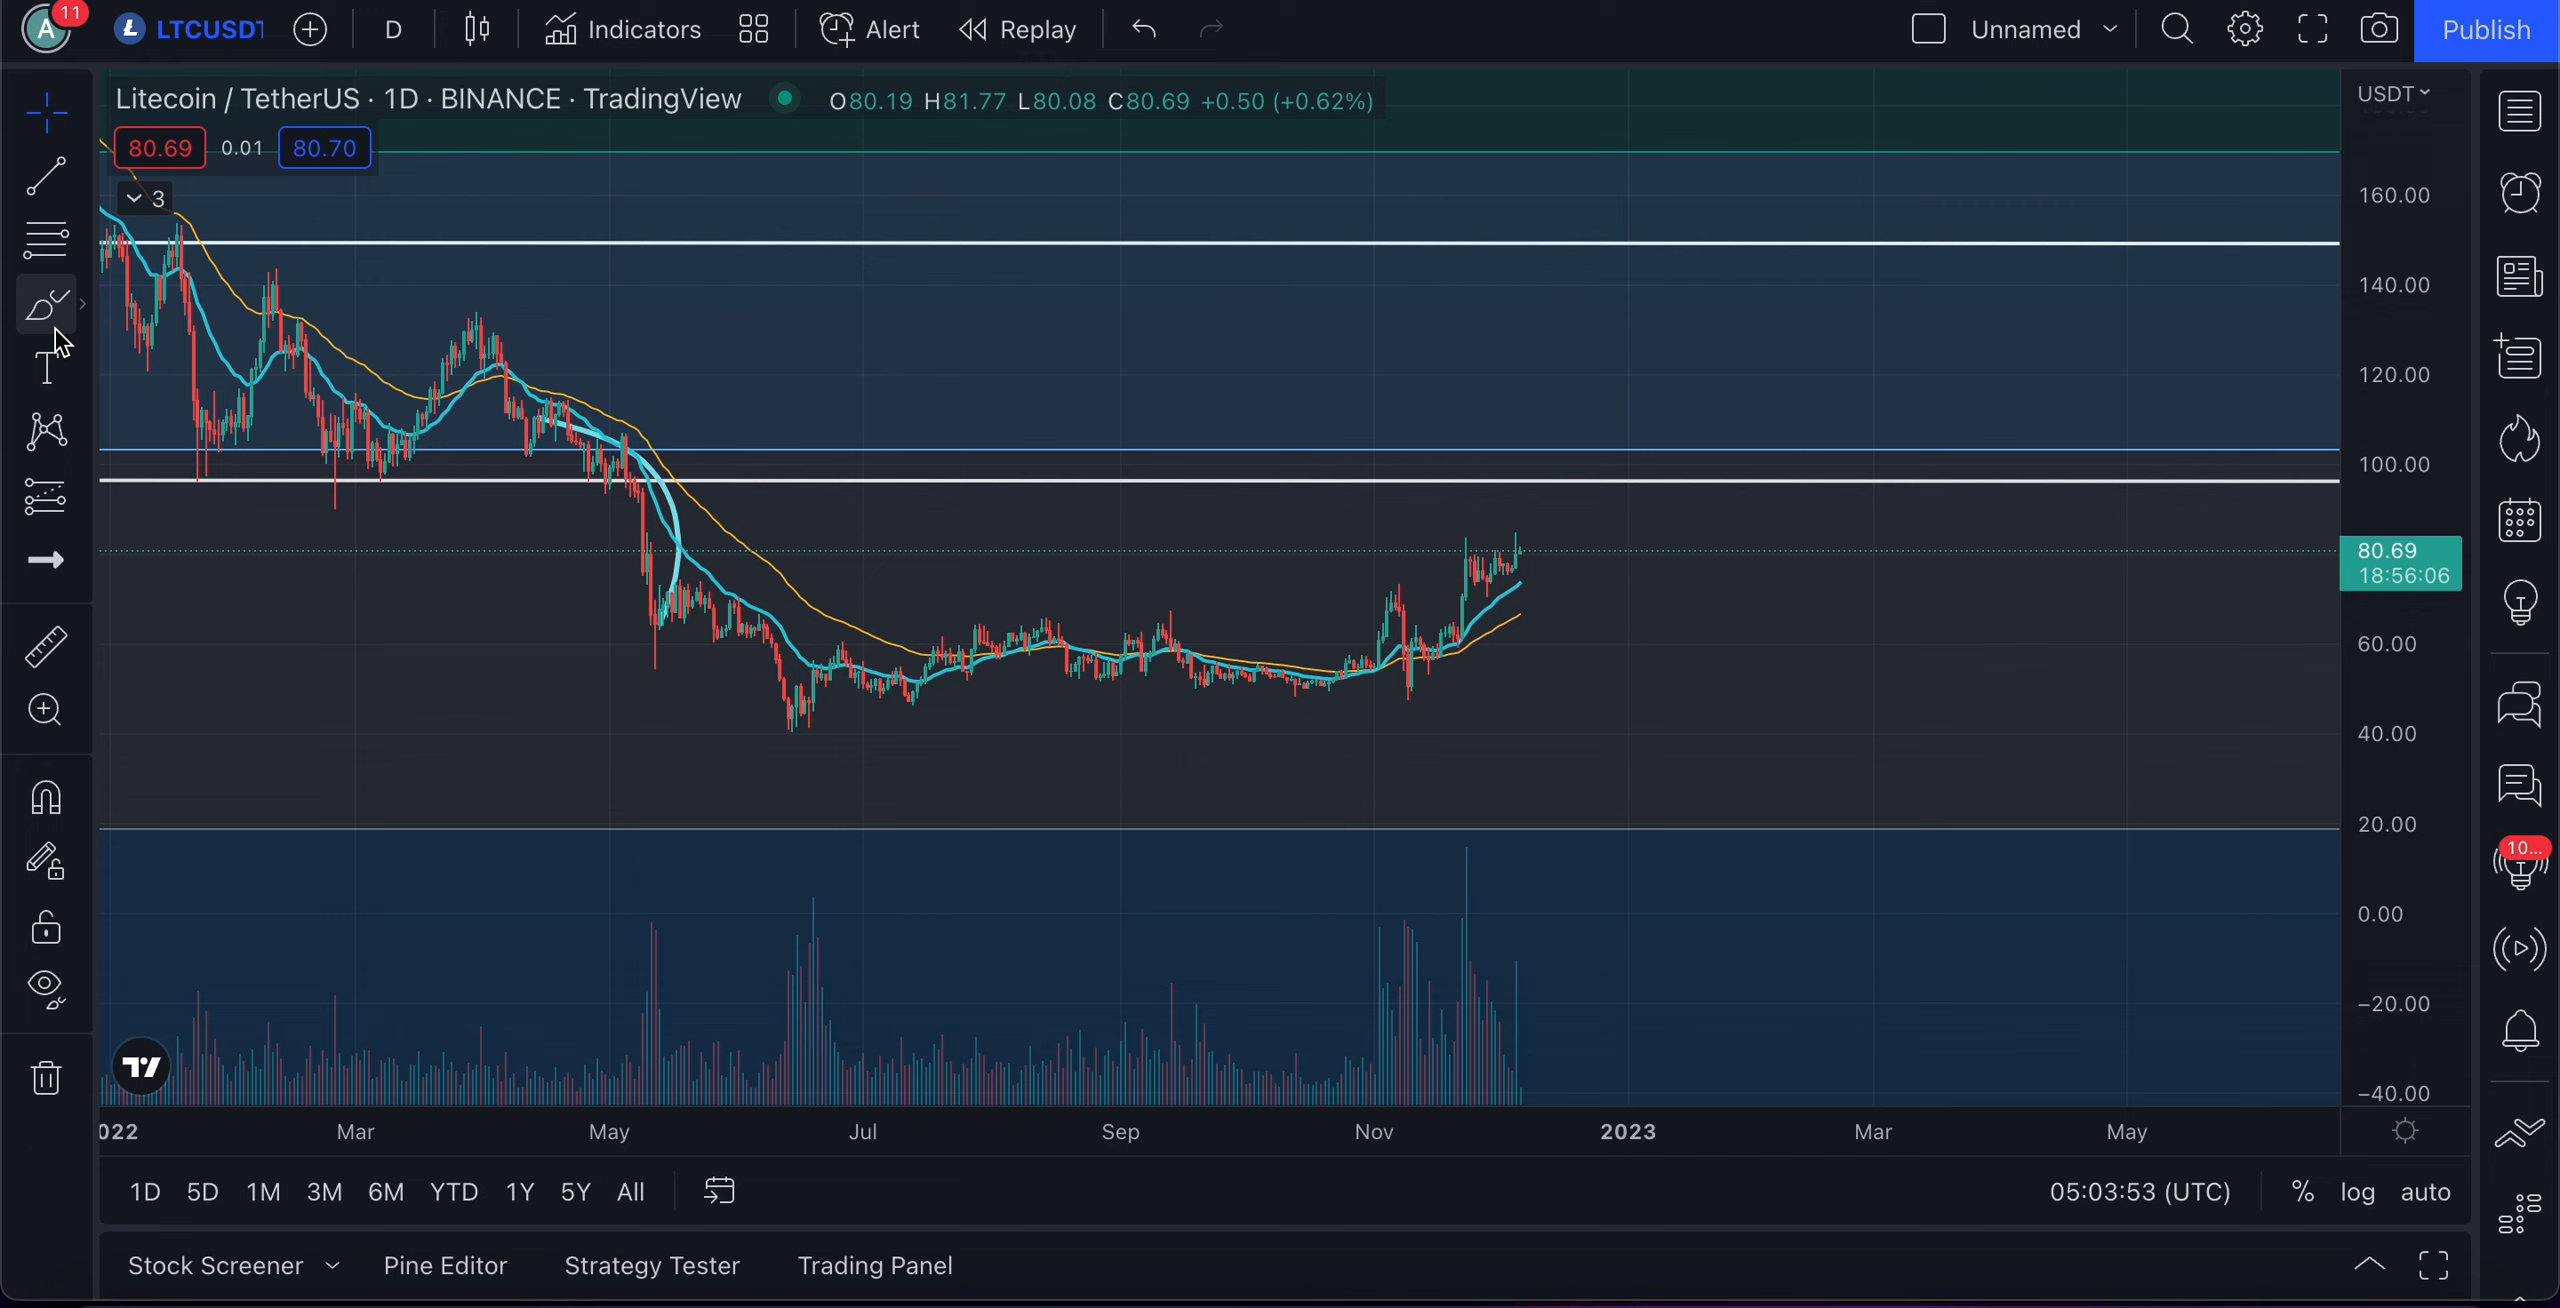 A 11 LTCUSDT D Indicators Alert Replay Unnamed Publish
Litecoin / TetherUS · 1D · BINANCE · TradingView O80.19 H81.77 L80.08 C80.69 +0.50 (+0.62%) USDT
80.69 0.01 80.70
3
160.00
140.00
120.00
100.00
80.69
18:56:06
60.00
40.00
20.00
10...
0.00
−20.00
−40.00
022 Mar May Jul Sep Nov 2023 Mar May
1D 5D 1M 3M 6M YTD 1Y 5Y All 05:03:53 (UTC) % log auto
Stock Screener Pine Editor Strategy Tester Trading Panel